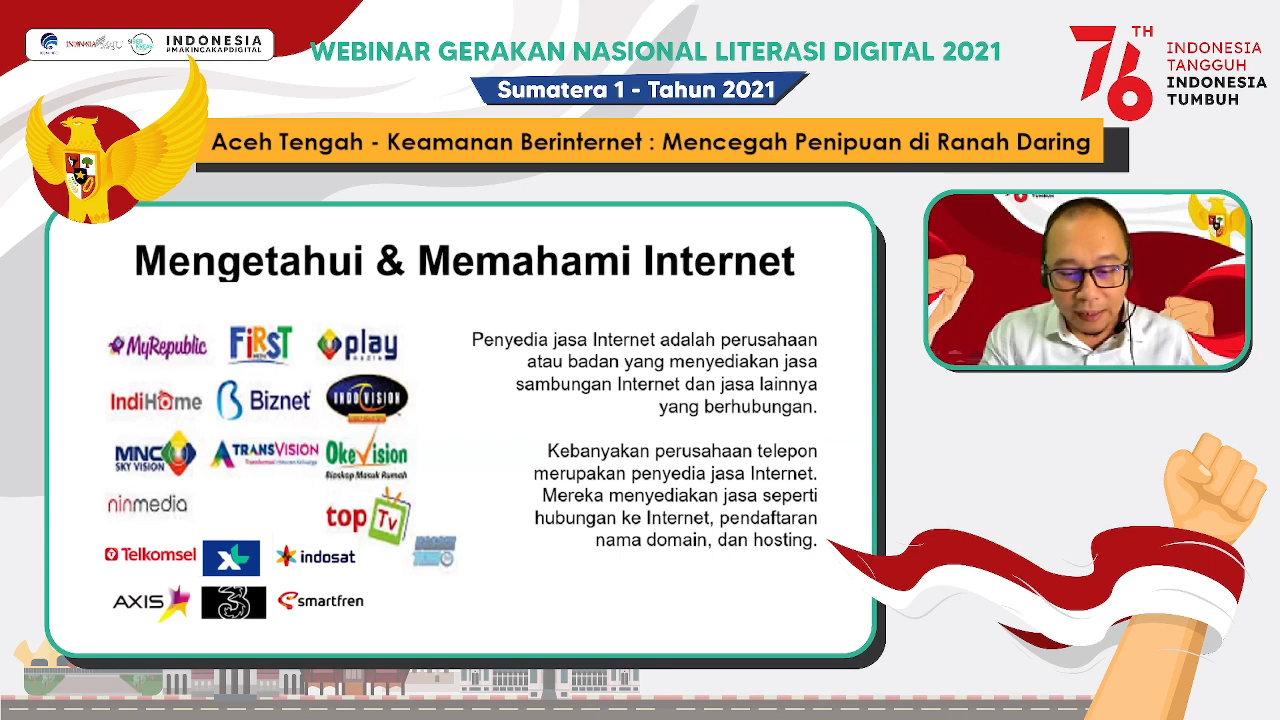 INDONESIA
#MAKINCAKAPDIGITAL
WEBINAR GERAKAN NASIONAL LITERASI DIGITAL 2021
Sumatera 1 - Tahun 2021
76TH
INDONESIA
TANGGUH
INDONESIA
TUMBUH
Aceh Tengah - Keamanan Berinternet : Mencegah Penipuan di Ranah Daring
TUMBUH
Mengetahui & Memahami Internet
MyRepublic
FiRST
play
IndiHome
Biznet
INDOVISION
MNC
SKY VISION
TRANSVISION
OkeVision
Bioskop Masuk Rumah
ninmedia
top Tv
Telkomsel
XL
indosat
AXIS
3
smartfren
Penyedia jasa Internet adalah perusahaan
atau badan yang menyediakan jasa
sambungan Internet dan jasa lainnya
yang berhubungan.
Kebanyakan perusahaan telepon
merupakan penyedia jasa Internet.
Mereka menyediakan jasa seperti
hubungan ke Internet, pendaftaran
nama domain, dan hosting.